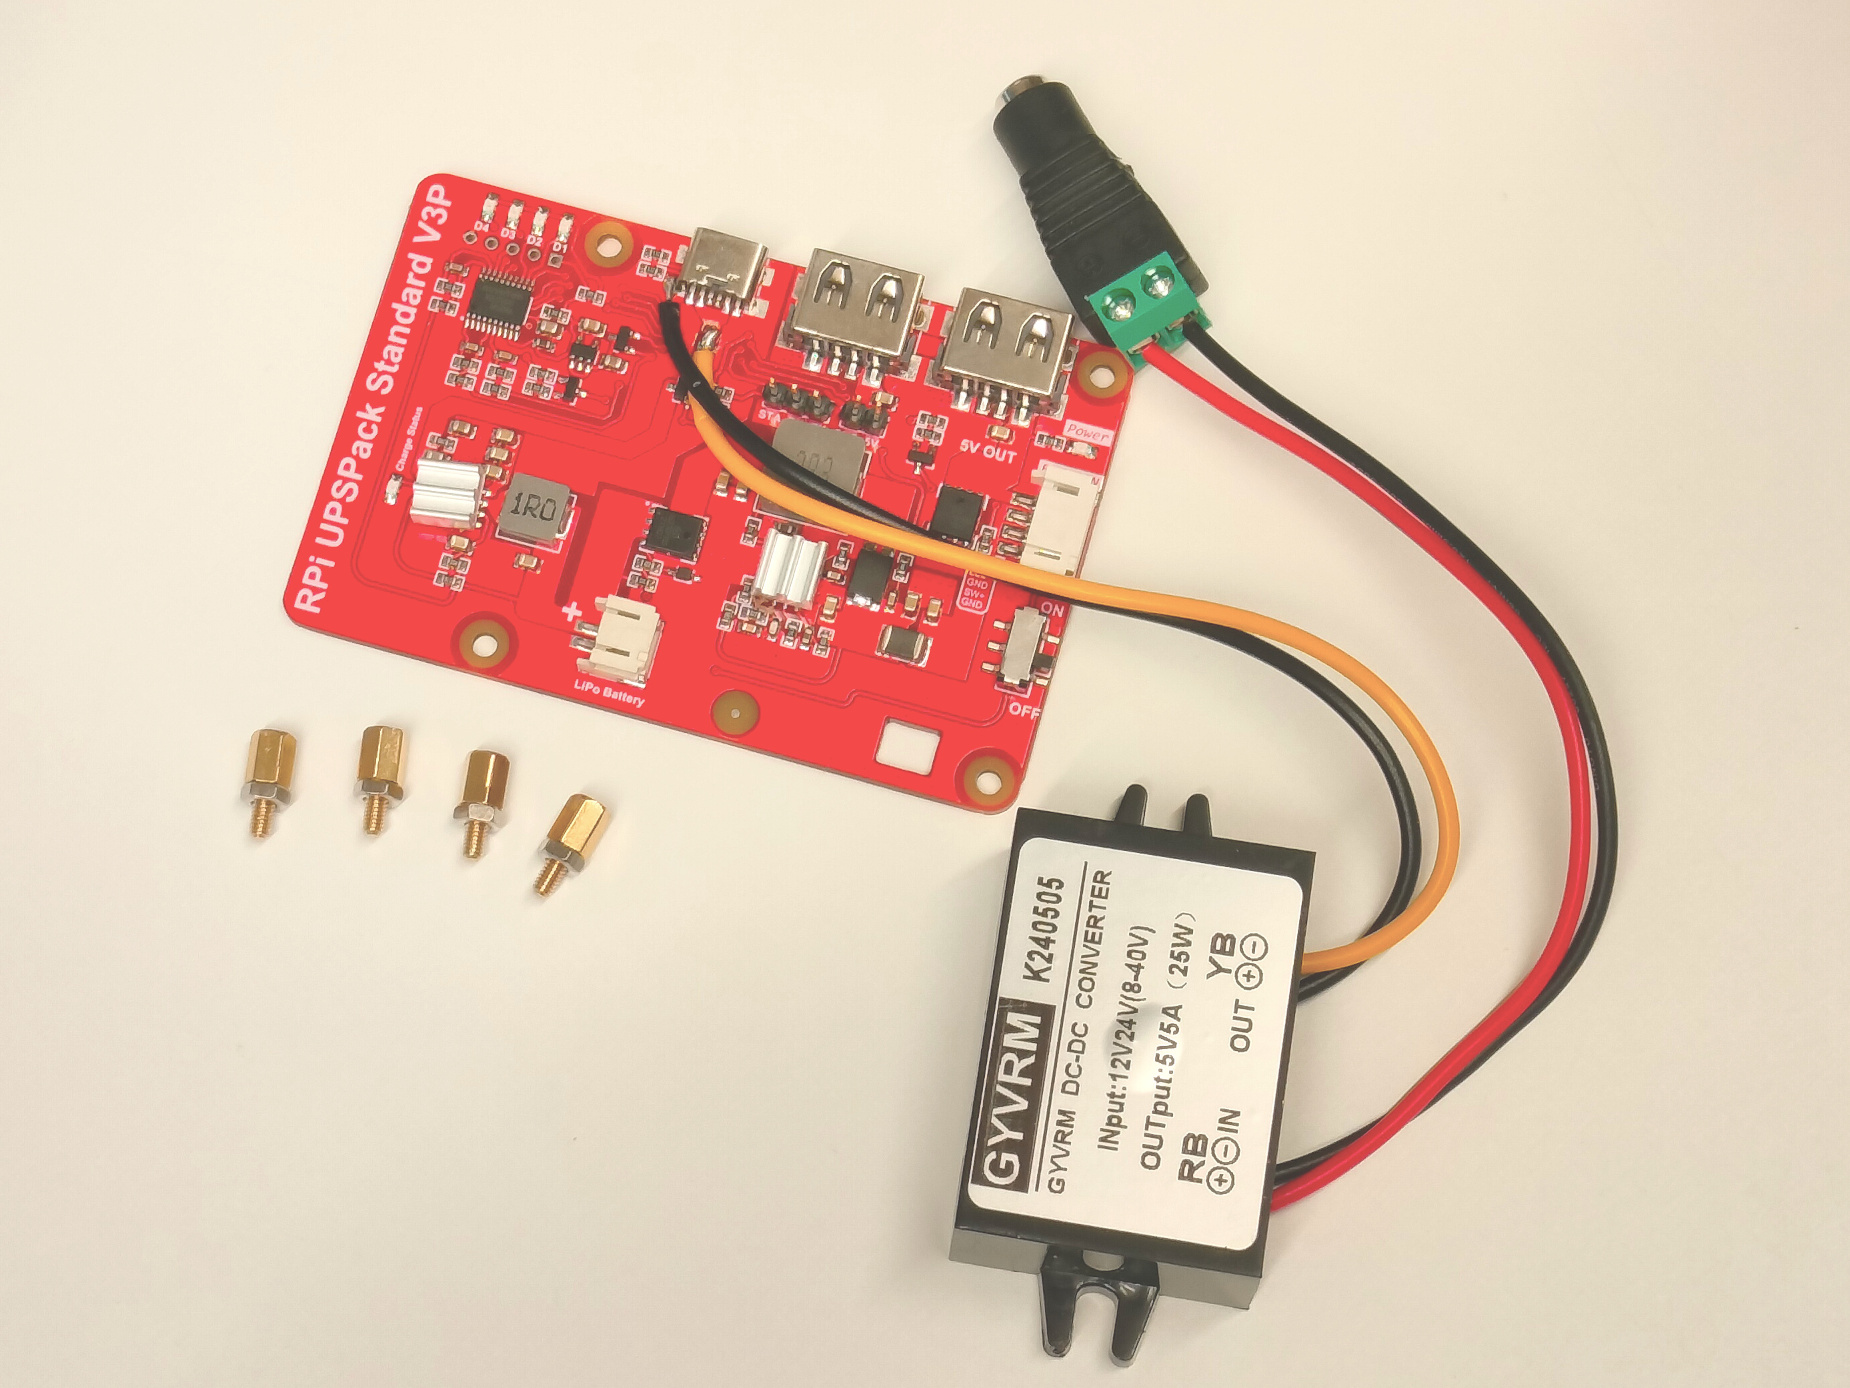 RPi UPSPack Standard V3P
D4
D3
D2
D1
Charge Status
1R0
STA
5V OUT
Power
GND
SW+
GND
ON
OFF
+
LiPo Battery
GYVRM K240505
GYVRM DC-DC CONVERTER
INput:12V24V(8-40V)
OUTput:5V5A（25W）
RB YB
⊕⊖IN OUT ⊕⊖